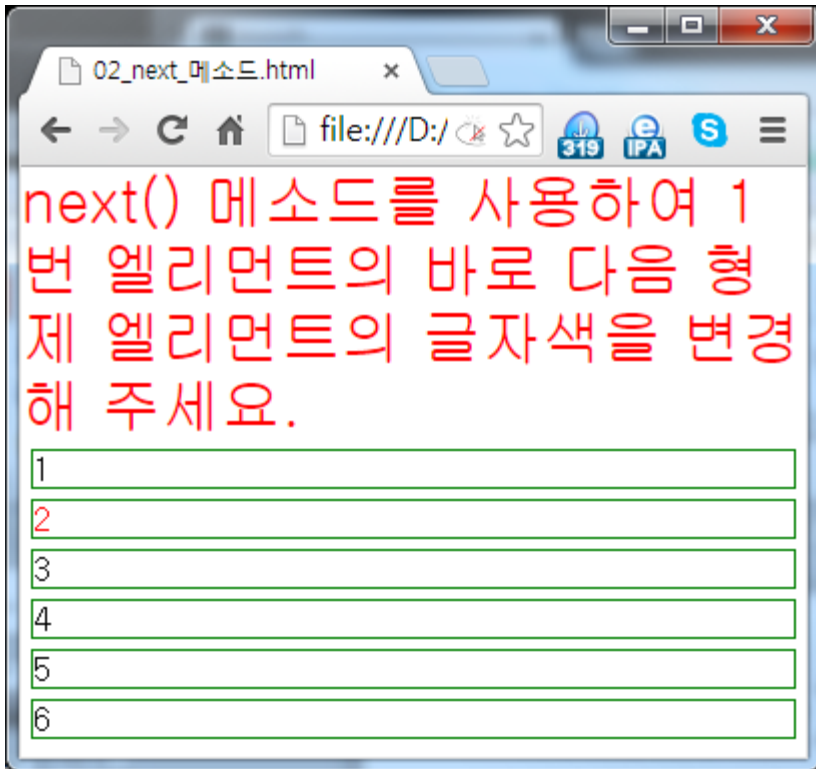 02_next_메소드.html
file:///D:/
319
e
IPA
S
next() 메소드를 사용하여 1
번 엘리먼트의 바로 다음 형
제 엘리먼트의 글자색을 변경
해 주세요.
1
2
3
4
5
6